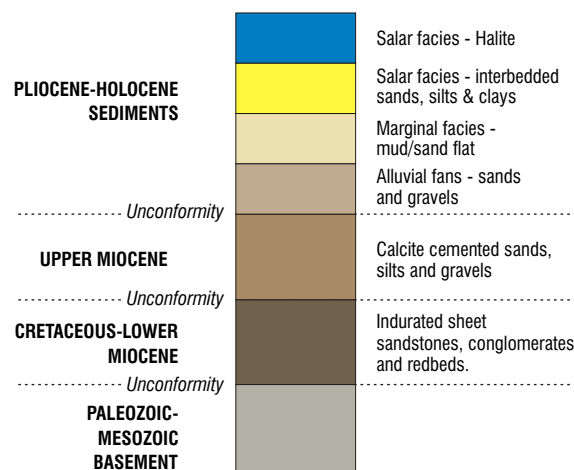 Salar facies - Halite
PLIOCENE-HOLOCENE
SEDIMENTS
Salar facies - interbedded
sands, silts & clays
Marginal facies -
mud/sand flat
Alluvial fans - sands
and gravels
Unconformity
UPPER MIOCENE
Calcite cemented sands,
silts and gravels
Unconformity
CRETACEOUS-LOWER
MIOCENE
Indurated sheet
sandstones, conglomerates
and redbeds.
Unconformity
PALEOZOIC-
MESOZOIC
BASEMENT